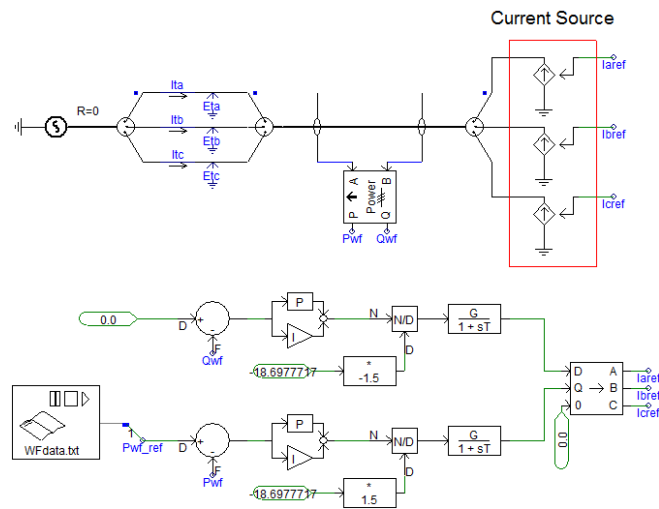 Current Source
Iaref
R=0
Ita
Eta
Itb
Etb
Itc
Etc
Ibref
Icref
A
B
Power
P
Q
Pwf
Qwf
0.0
D
+
-
F
Qwf
P
I
N
N/D
D
G
1 + sT
-18.6977717
*
-1.5
D
Q
0
A
B
C
Iaref
Ibref
Icref
0.0
WFdata.txt
1
Pwf_ref
D
+
-
F
Pwf
P
I
N
N/D
D
G
1 + sT
-18.6977717
*
1.5